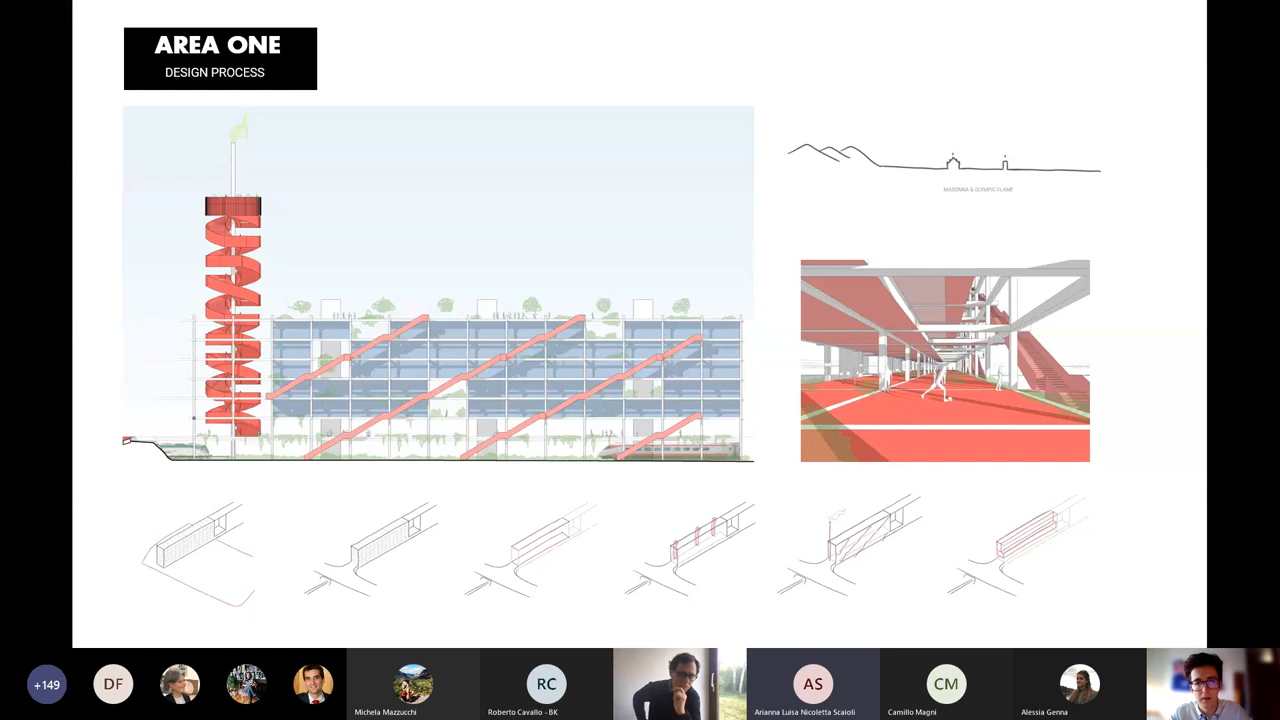 AREA ONE
DESIGN PROCESS
MADONNA & OLYMPIC FLAME
+149
DF
Michela Mazzucchi
RC
Roberto Cavallo - BK
AS
Arianna Luisa Nicoletta Scaioli
CM
Camillo Magni
Alessia Genna